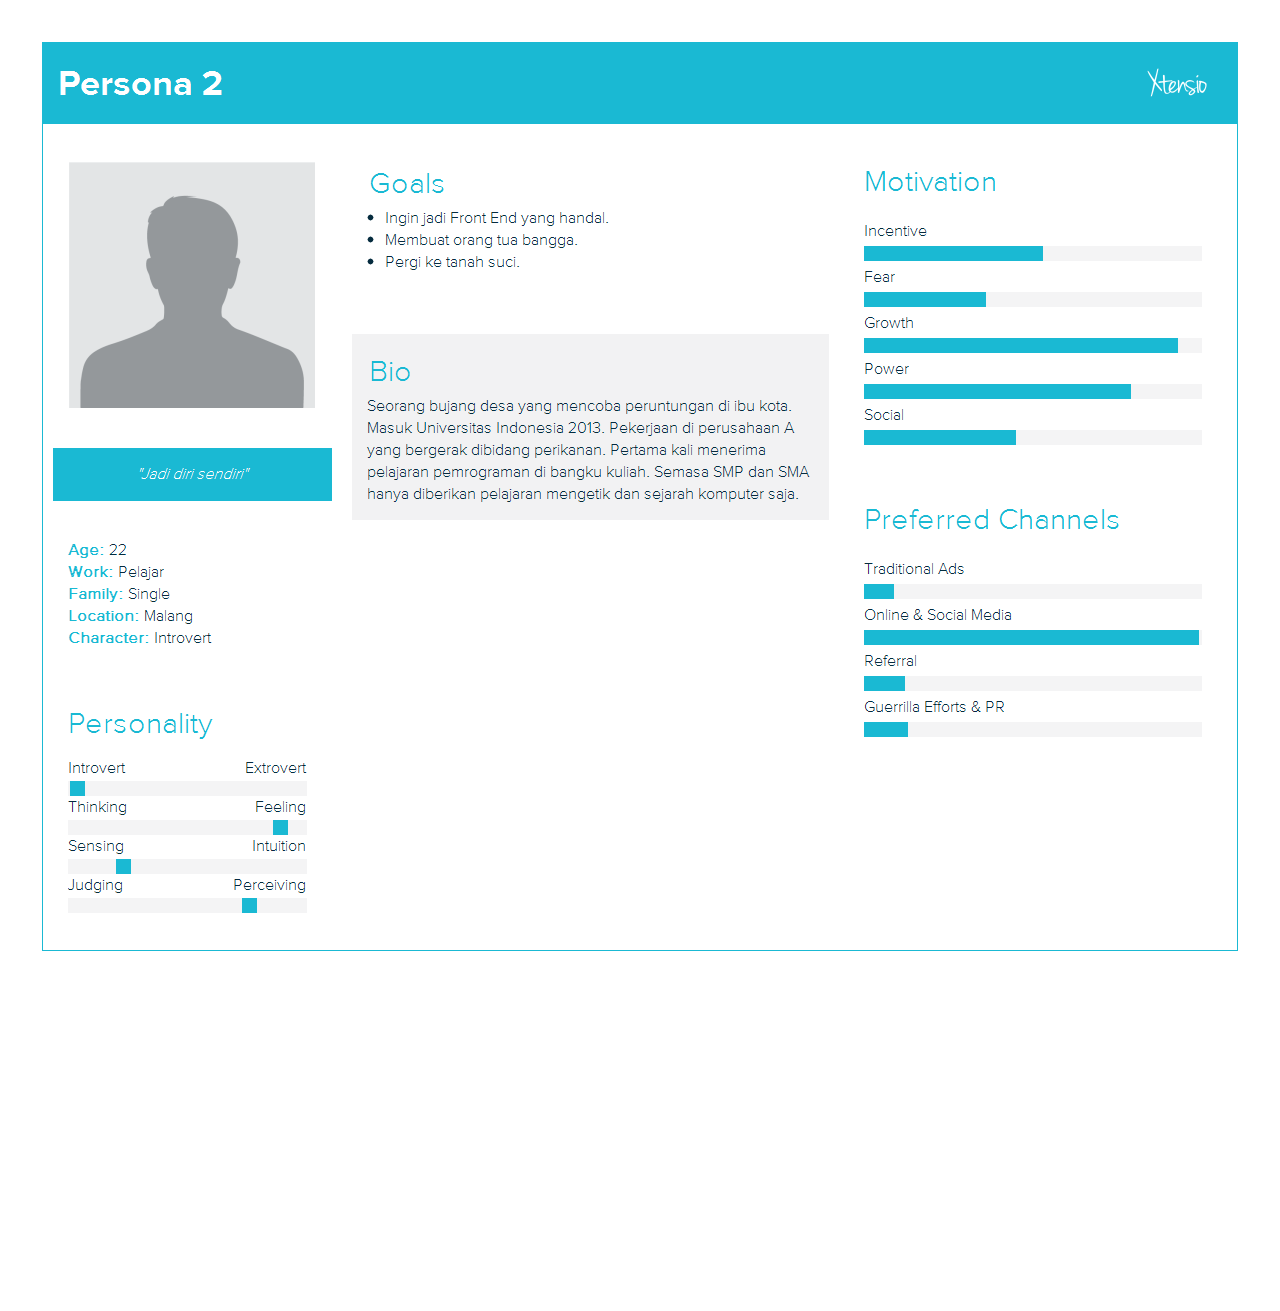 Persona 2
Xtensio
"Jadi diri sendiri"
Age: 22
Work: Pelajar
Family: Single
Location: Malang
Character: Introvert
Personality
Introvert Extrovert
Thinking Feeling
Sensing Intuition
Judging Perceiving
Goals
• Ingin jadi Front End yang handal.
• Membuat orang tua bangga.
• Pergi ke tanah suci.
Bio
Seorang bujang desa yang mencoba peruntungan di ibu kota.
Masuk Universitas Indonesia 2013. Pekerjaan di perusahaan A
yang bergerak dibidang perikanan. Pertama kali menerima
pelajaran pemrograman di bangku kuliah. Semasa SMP dan SMA
hanya diberikan pelajaran mengetik dan sejarah komputer saja.
Motivation
Incentive
Fear
Growth
Power
Social
Preferred Channels
Traditional Ads
Online & Social Media
Referral
Guerrilla Efforts & PR